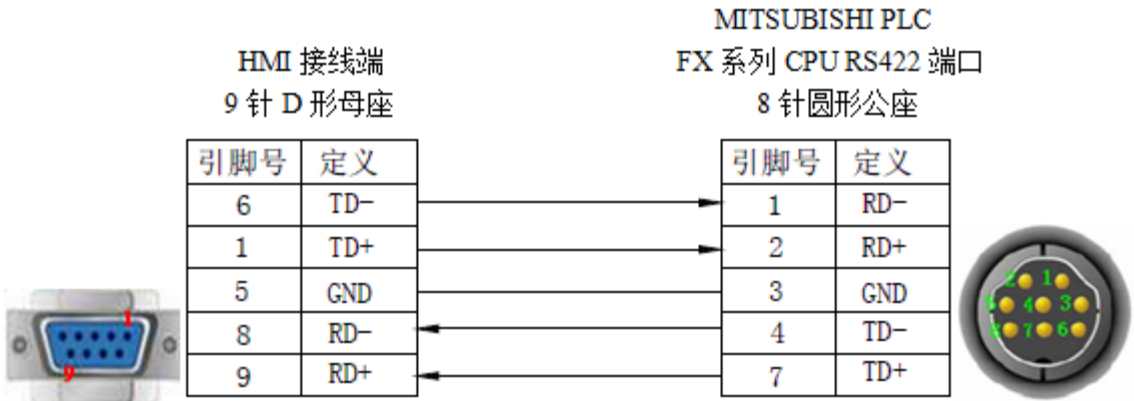 MITSUBISHI PLC
HMI 接线端
FX 系列 CPU RS422 端口
9 针 D 形母座
8 针圆形公座
引脚号 定义
引脚号 定义
6 TD-
1 RD-
1 TD+
2 RD+
5 GND
3 GND
8 RD-
4 TD-
9 RD+
7 TD+
1
9
2 1
5 4 3
7 6